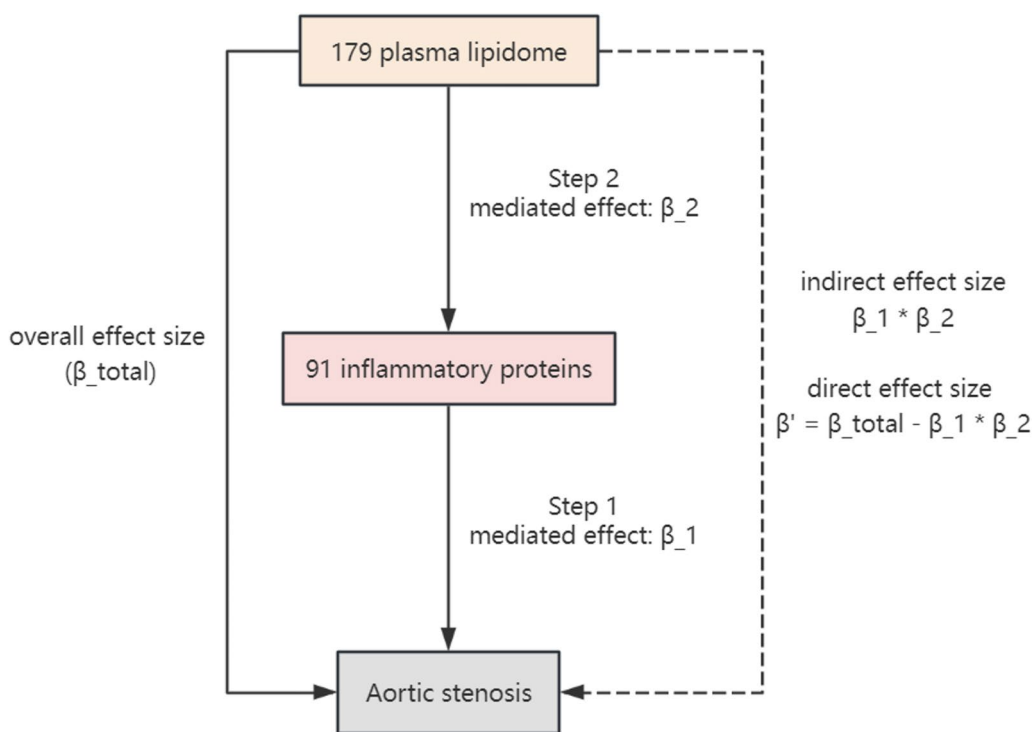 179 plasma lipidome
Step 2
mediated effect: β_2
overall effect size
(β_total)
indirect effect size
β_1 * β_2
91 inflammatory proteins
direct effect size
β' = β_total - β_1 * β_2
Step 1
mediated effect: β_1
Aortic stenosis